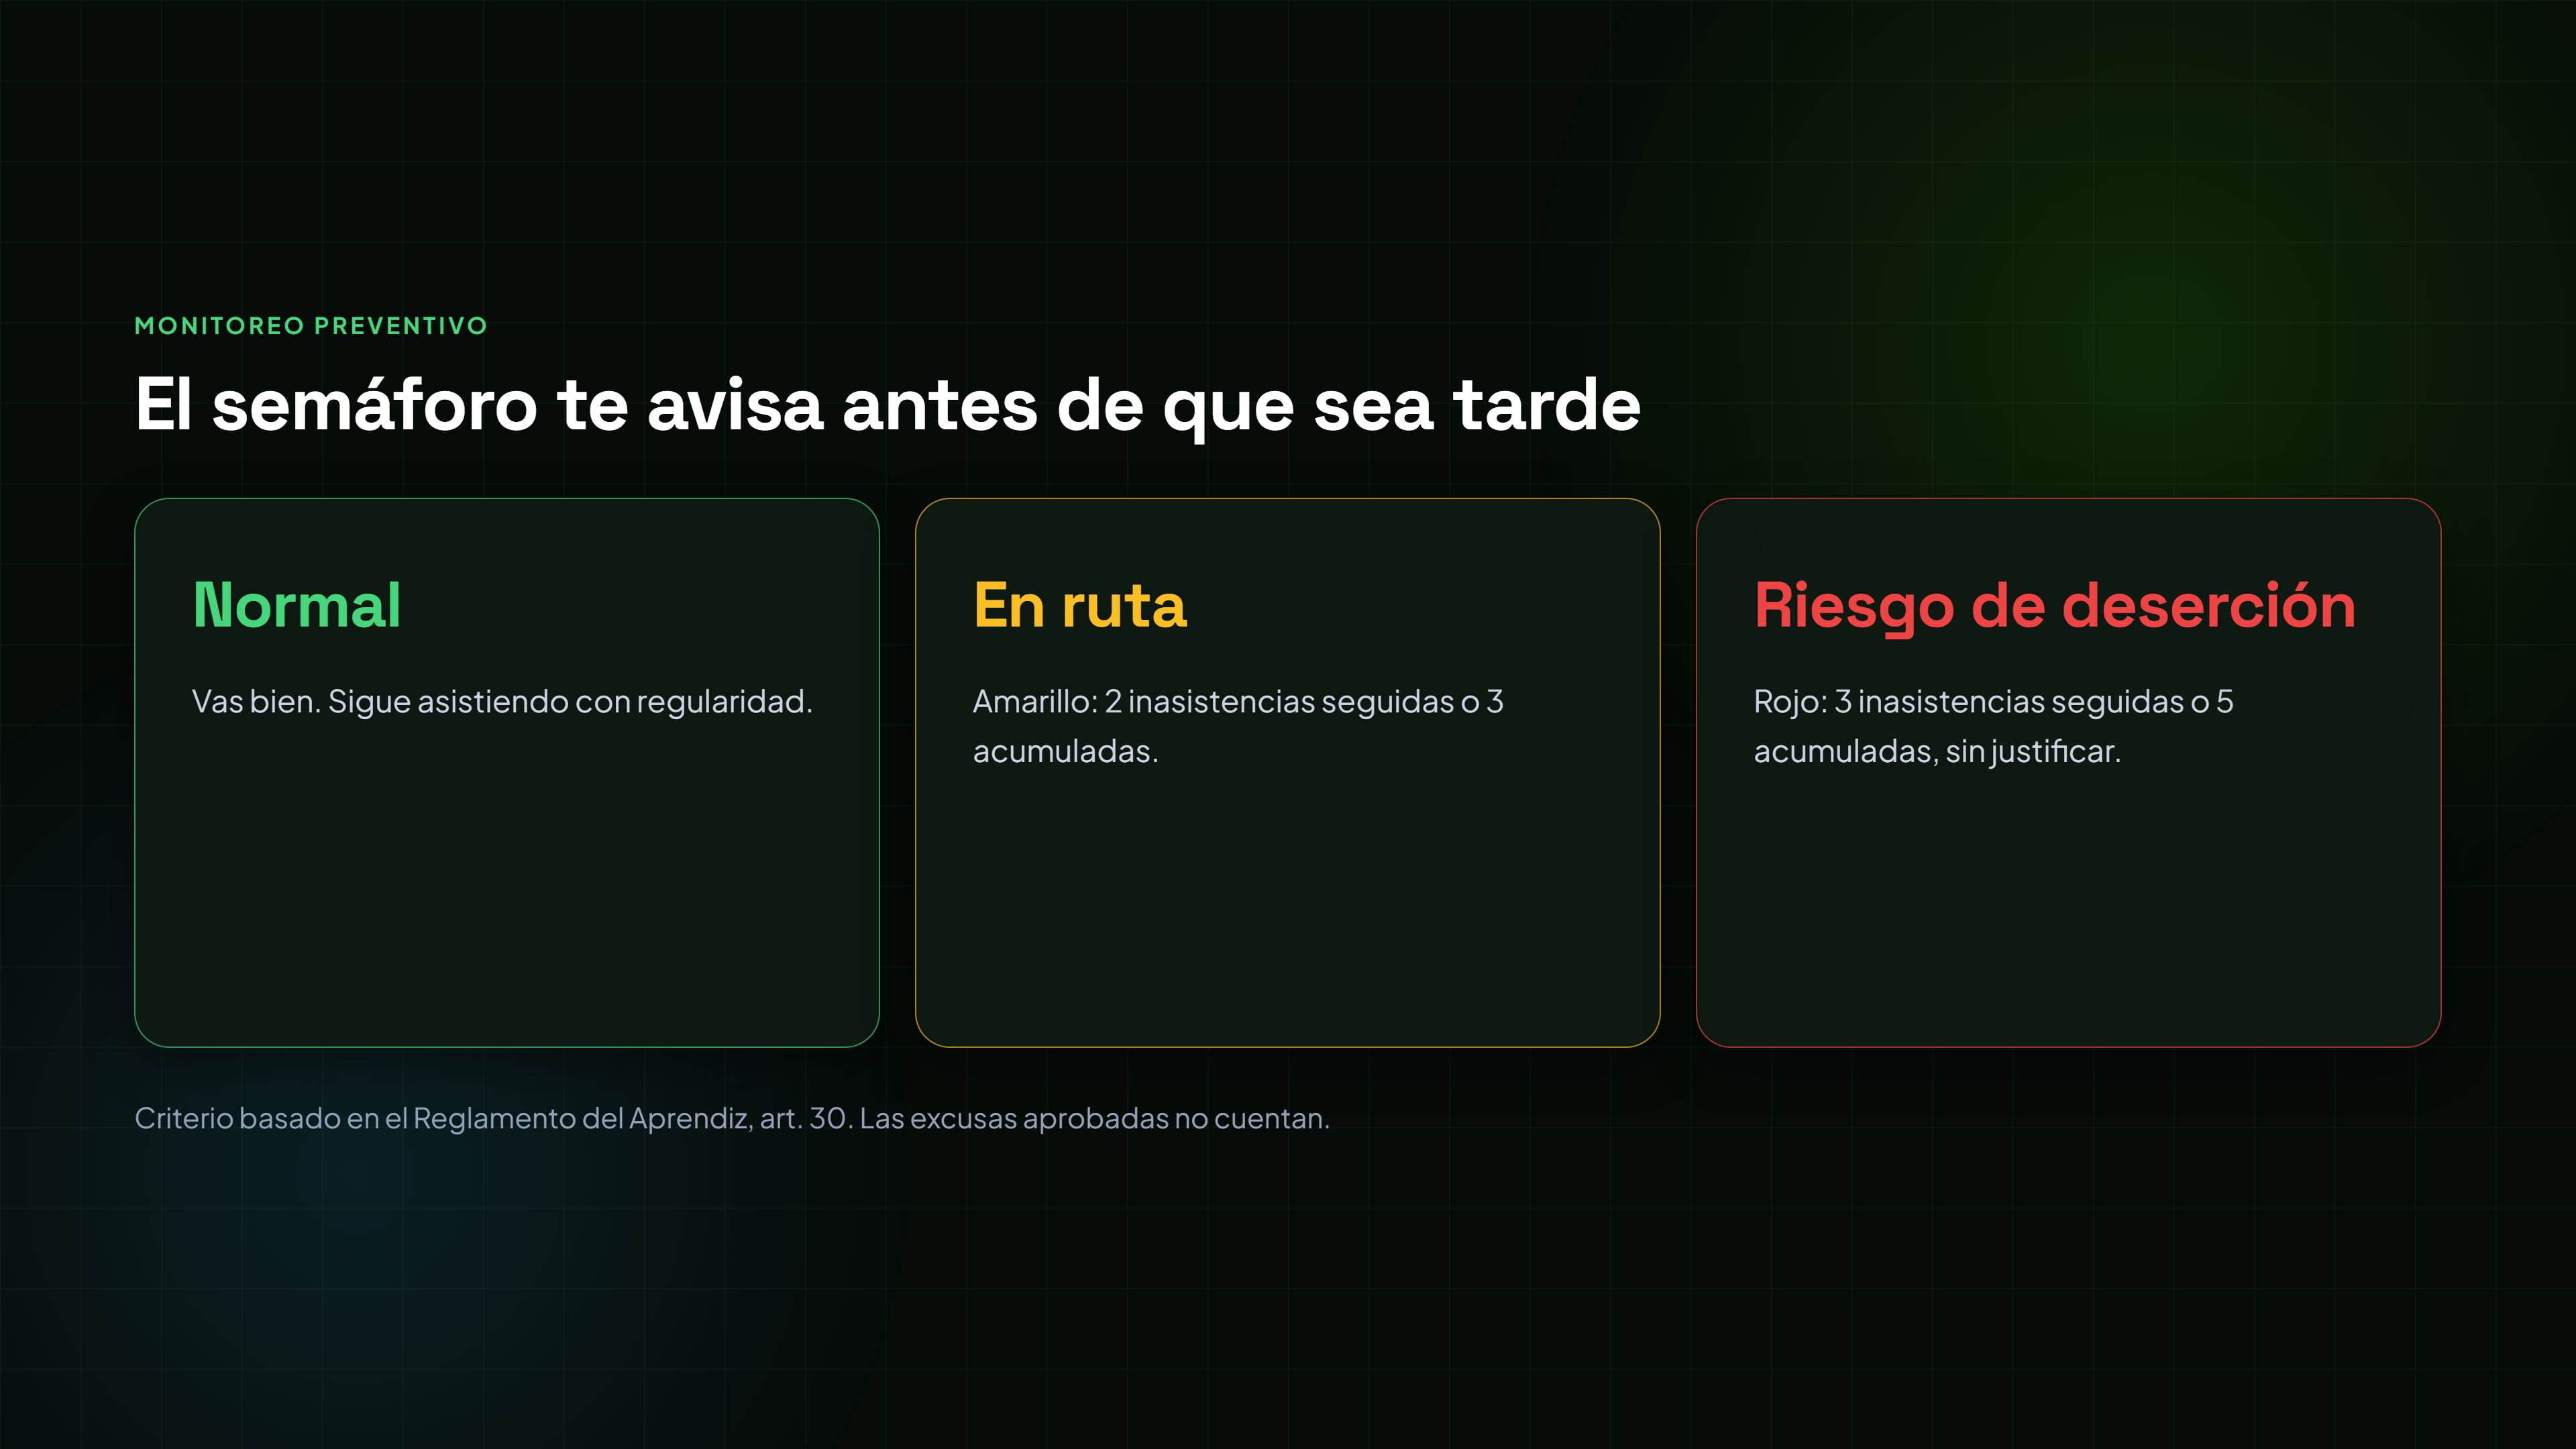 MONITOREO PREVENTIVO
El semáforo te avisa antes de que sea tarde
Normal
Vas bien. Sigue asistiendo con regularidad.
En ruta
Amarillo: 2 inasistencias seguidas o 3
acumuladas.
Riesgo de deserción
Rojo: 3 inasistencias seguidas o 5
acumuladas, sin justificar.
Criterio basado en el Reglamento del Aprendiz, art. 30. Las excusas aprobadas no cuentan.